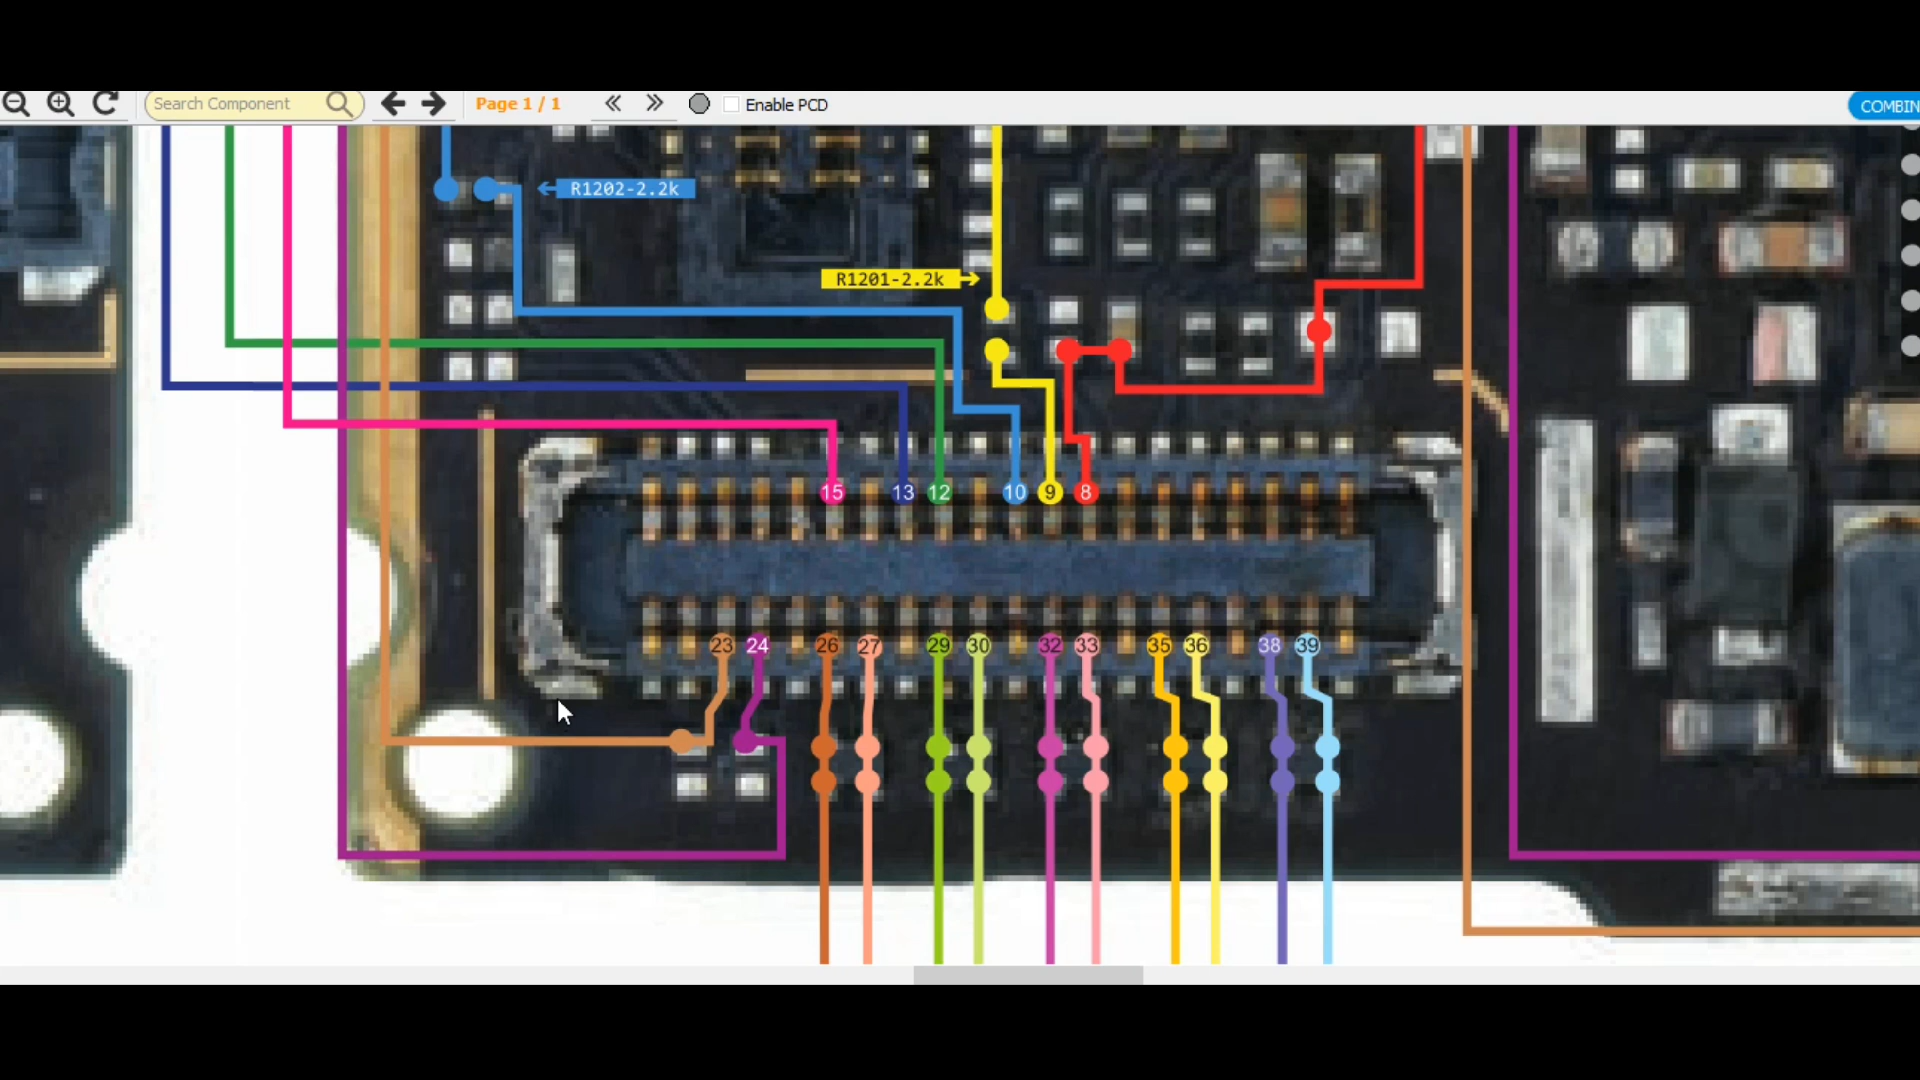 Search Component
Page 1 / 1
Enable PCD
COMBIN
R1202-2.2k
R1201-2.2k
15 13 12 10 9 8
23 24 26 27 29 30 32 33 35 36 38 39